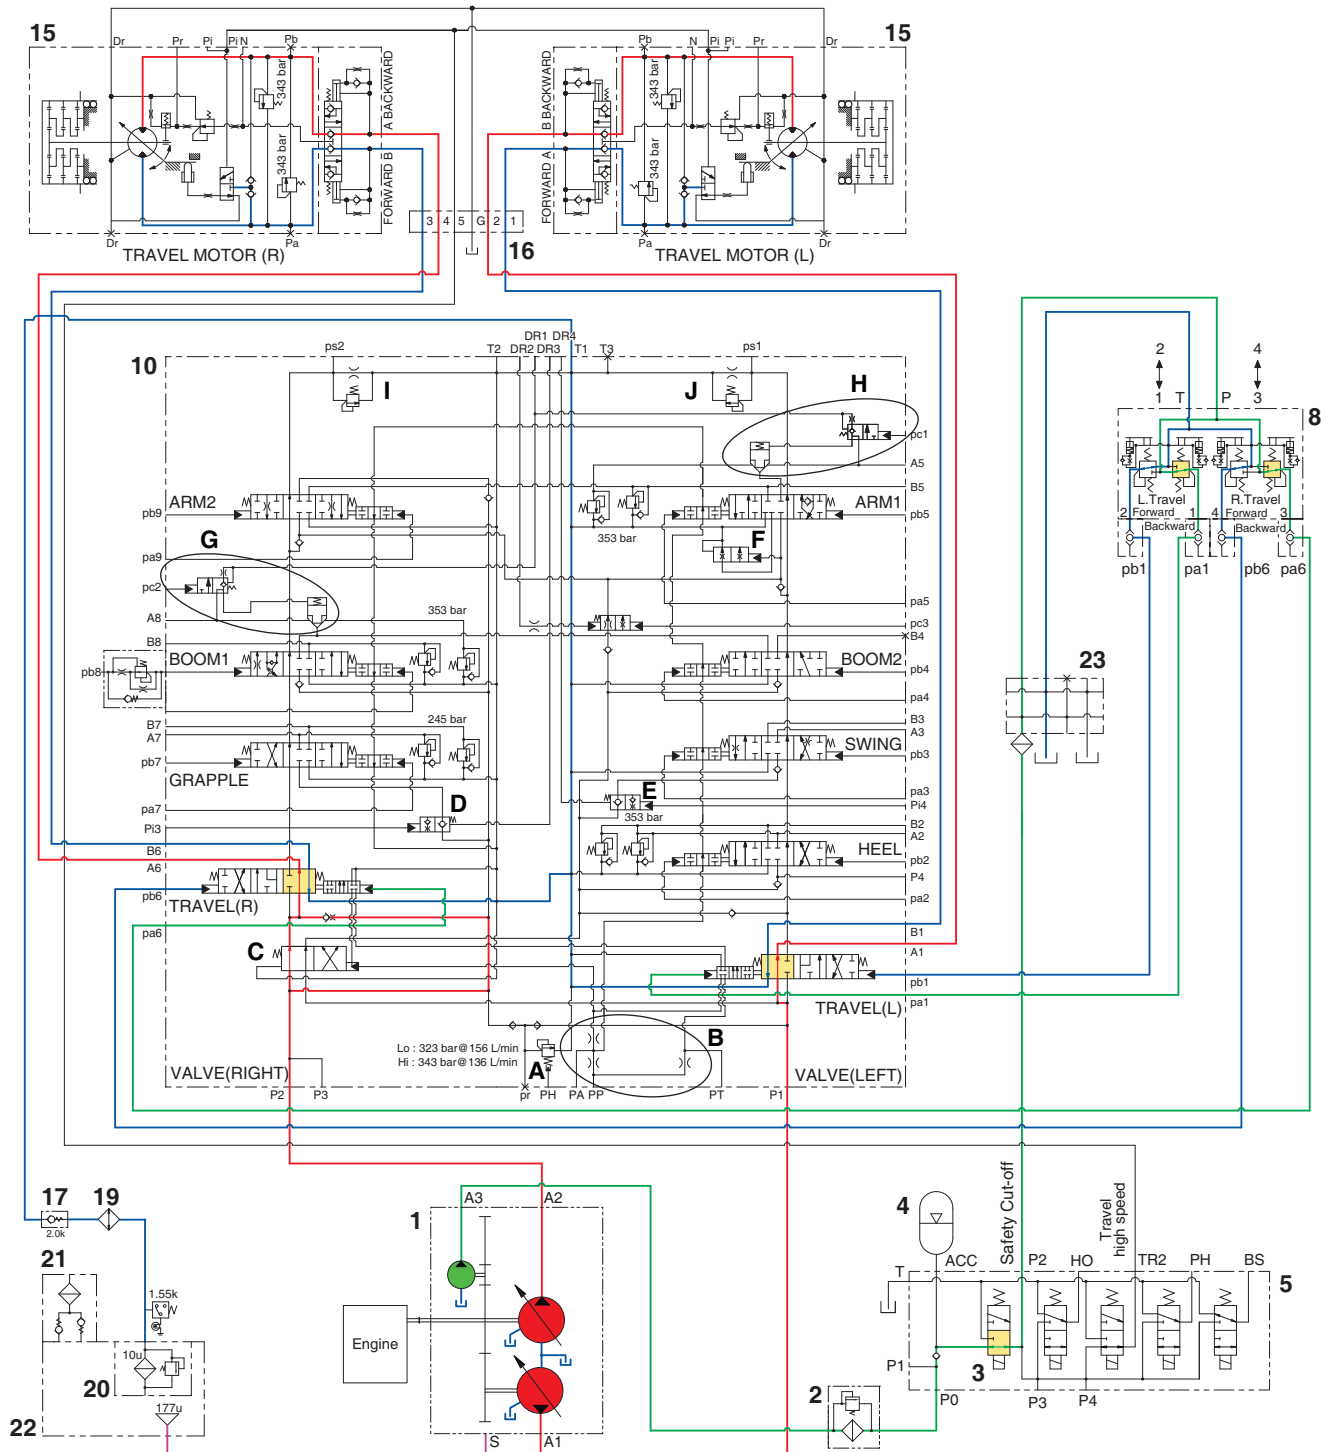 15
Dr
Pr
Pi
Pi
N
Pb
343 bar
343 bar
A BACKWARD
FORWARD B
Dr
Pa
TRAVEL MOTOR (R)
3
4
5
G
2
1
16
15
Pb
N
Pi
Pi
Pr
Dr
343 bar
343 bar
B BACKWARD
FORWARD A
Pa
Dr
TRAVEL MOTOR (L)
10
ps2
T2
DR1
DR4
DR2
DR3
T1
T3
ps1
I
J
H
pc1
A5
B5
ARM2
ARM1
pb9
pb5
353 bar
G
F
pa9
pc2
A8
353 bar
pa5
pc3
B4
B8
BOOM1
BOOM2
pb8
pb4
pa4
B7
245 bar
B3
A7
A3
SWING
pb7
pb3
GRAPPLE
pa7
D
E
pa3
Pi3
Pi4
353 bar
B2
A2
B6
HEEL
A6
pb2
P4
pb6
TRAVEL(R)
pa2
pa6
B1
C
A1
pb1
TRAVEL(L)
pa1
Lo : 323 bar@156 L/min
Hi : 343 bar@136 L/min
A
B
VALVE(RIGHT)
VALVE(LEFT)
P2
P3
pr
PH
PA
PP
PT
P1
2
4
1
T
P
3
8
L.Travel
R.Travel
2
Forward
1
4
Forward
3
Backward
Backward
pb1
pa1
pb6
pa6
23
17
19
2.0k
21
1.55k
10u
20
177u
22
1
A3
A2
Engine
S
A1
2
4
ACC
Safety Cut-off
P2
HO
Travel
high speed
TR2
PH
BS
T
5
3
P1
P0
P3
P4